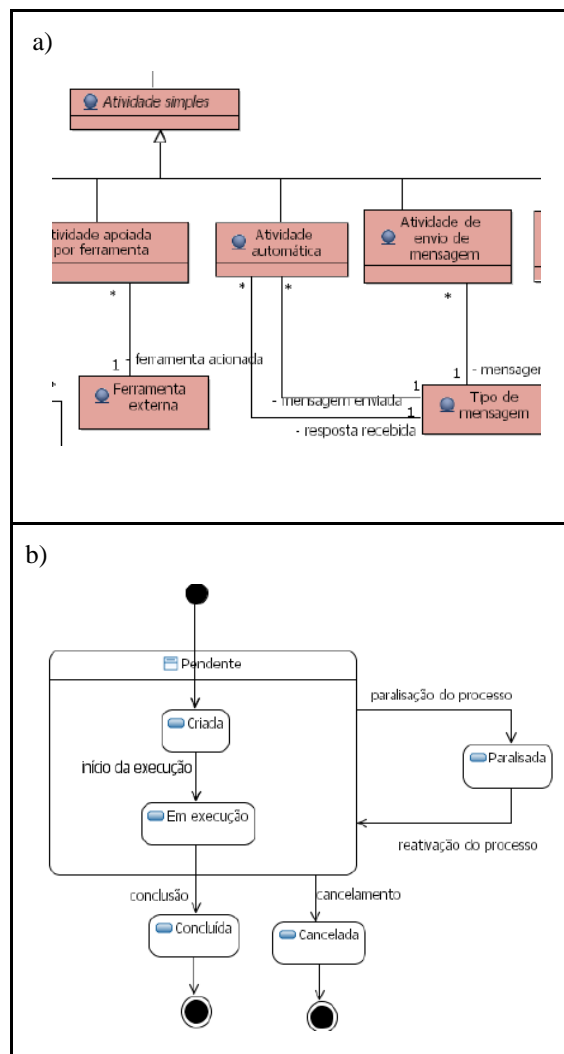 a)
Atividade simples
tividade apoiada
por ferramenta
Atividade
automática
Atividade de
envio de
mensagem
*
*
*
*
1
- ferramenta acionada
1
- mensagem
*
Ferramenta
externa
- mensagem enviada
1
1
Tipo de
mensagem
- resposta recebida
b)
Pendente
paralisação do processo
Criada
Paralisada
início da execução
Em execução
reativação do processo
conclusão
cancelamento
Concluída
Cancelada